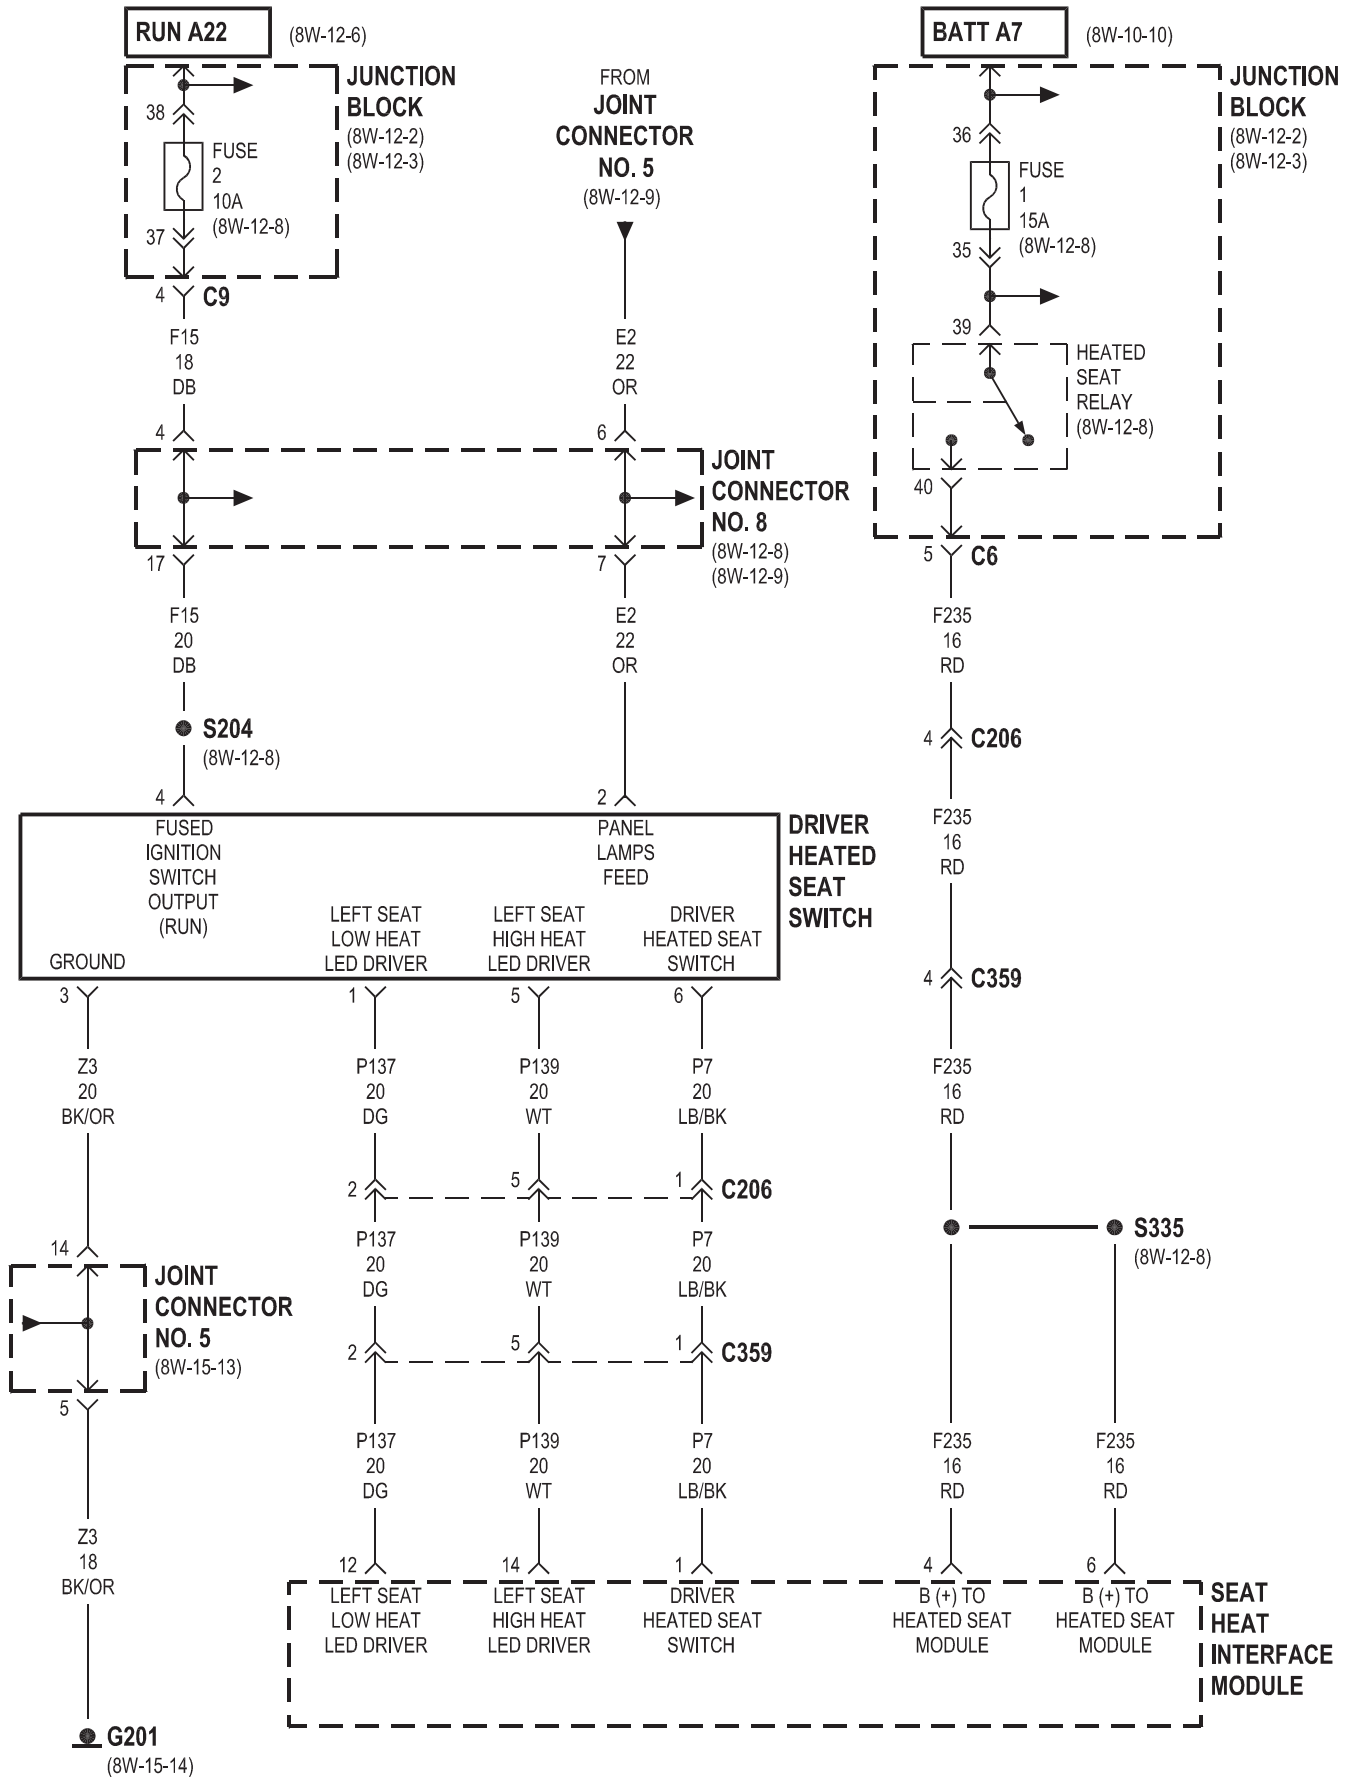 RUN A22
(8W-12-6)
BATT A7
(8W-10-10)
JUNCTION
BLOCK
(8W-12-2)
(8W-12-3)
38
FUSE
2
10A
(8W-12-8)
37
4
C9
F15
18
DB
4
FROM
JOINT
CONNECTOR
NO. 5
(8W-12-9)
E2
22
OR
6
JUNCTION
BLOCK
(8W-12-2)
(8W-12-3)
36
FUSE
1
15A
(8W-12-8)
35
39
HEATED
SEAT
RELAY
(8W-12-8)
40
5
C6
JOINT
CONNECTOR
NO. 8
(8W-12-8)
(8W-12-9)
17
7
F15
20
DB
E2
22
OR
F235
16
RD
S204
(8W-12-8)
4
C206
4
2
FUSED
IGNITION
SWITCH
OUTPUT
(RUN)
PANEL
LAMPS
FEED
DRIVER
HEATED
SEAT
SWITCH
F235
16
RD
GROUND
LEFT SEAT
LOW HEAT
LED DRIVER
LEFT SEAT
HIGH HEAT
LED DRIVER
DRIVER
HEATED SEAT
SWITCH
4
C359
3
1
5
6
Z3
20
BK/OR
P137
20
DG
P139
20
WT
P7
20
LB/BK
F235
16
RD
2
5
1
C206
P137
20
DG
P139
20
WT
P7
20
LB/BK
S335
(8W-12-8)
14
JOINT
CONNECTOR
NO. 5
(8W-15-13)
5
2
5
1
C359
P137
20
DG
P139
20
WT
P7
20
LB/BK
F235
16
RD
F235
16
RD
Z3
18
BK/OR
12
14
1
4
6
LEFT SEAT
LOW HEAT
LED DRIVER
LEFT SEAT
HIGH HEAT
LED DRIVER
DRIVER
HEATED SEAT
SWITCH
B (+) TO
HEATED SEAT
MODULE
B (+) TO
HEATED SEAT
MODULE
SEAT
HEAT
INTERFACE
MODULE
G201
(8W-15-14)